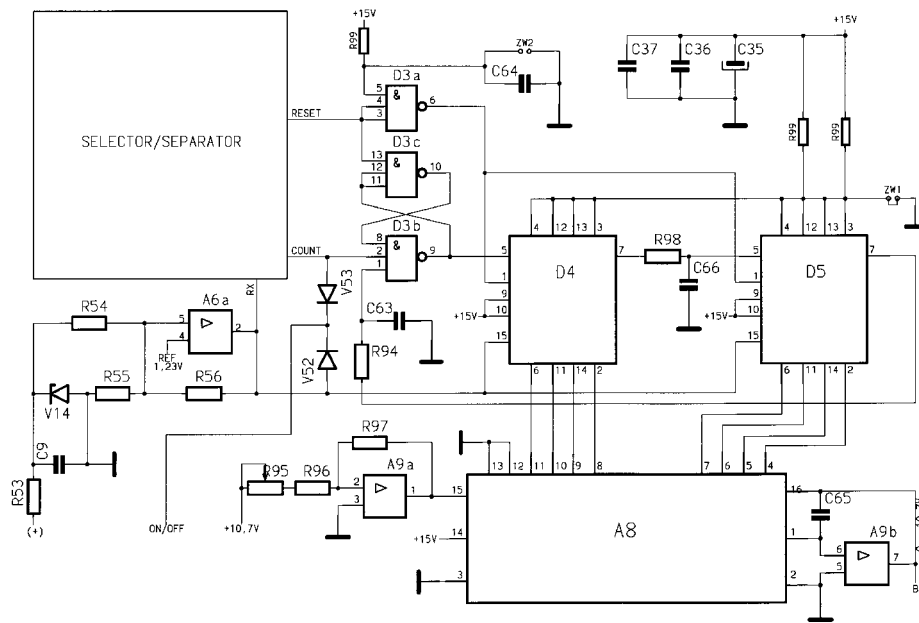 +15V
R99
ZW2
C64
C37
C36
C35
+15V
D3a
5
&
4
3
6
RESET
SELECTOR/SEPARATOR
D3c
13
&
12
11
10
R99
R99
D3b
8
&
2
1
9
COUNT
ZW1
4
12
13
3
5
7
R98
D4
1
9
10
+15V
15
6
11
14
2
C66
4
12
13
3
5
7
D5
1
9
10
+15V
15
6
11
14
2
RX
V53
C63
R94
V52
R54
A6a
5
4
2
REF
1,23V
R55
R56
V14
C9
R53
(+)
ON/OFF
R97
R95
R96
A9a
2
3
1
+10,7V
13
12
11
10
9
8
7
6
5
4
15
14
+15V
3
A8
16
1
2
C65
A9b
6
5
7
B